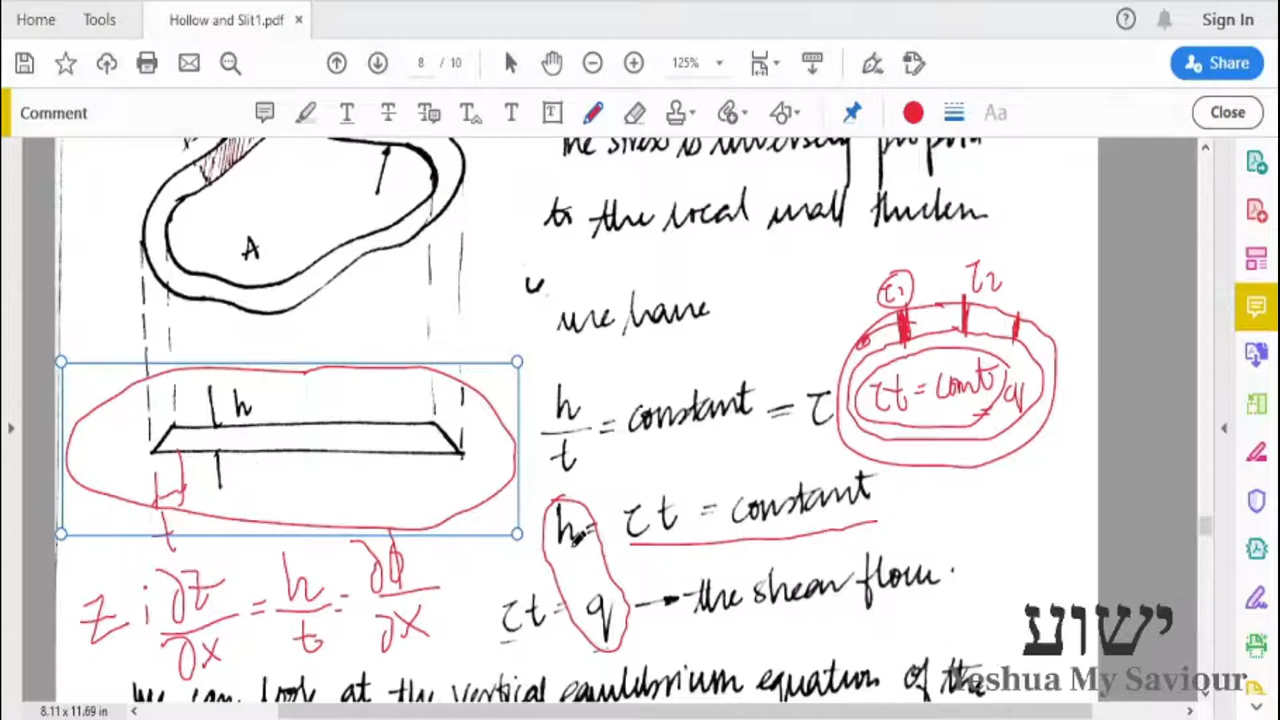 Home Tools Hollow and Slit1.pdf × Sign In
8 / 10 125% Share
Comment Aa Close
the stress is inversely
to the local wall
A
we have
τ1 τ2
h
h/t = constant = τ
τt = const q
h = τt = constant
t
z ; ∂z/∂x = h/t = ∂ϕ/∂x
τt = q → the shear flow.
ישוע
Yeshua My Saviour
We can look at the vertical equilibrium equation of the
8.11 x 11.69 in